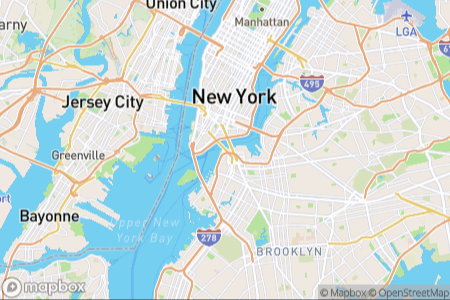 Union City
Manhattan
LGA
495
Jersey City
New York
Greenville
Bayonne
Upper New
York Bay
278
BROOKLYN
mapbox
© Mapbox © OpenStreetMap